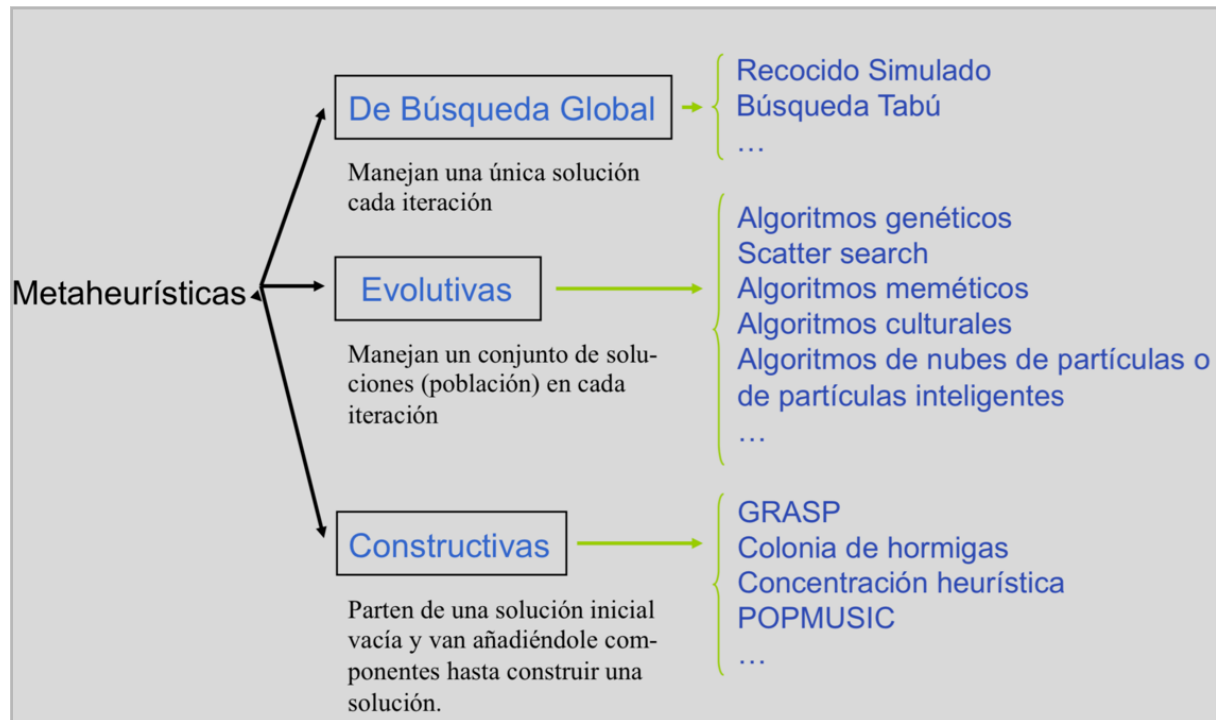 Metaheurísticas
De Búsqueda Global
Manejan una única solución
cada iteración
Recocido Simulado
Búsqueda Tabú
…
Evolutivas
Manejan un conjunto de solu-
ciones (población) en cada
iteración
Algoritmos genéticos
Scatter search
Algoritmos meméticos
Algoritmos culturales
Algoritmos de nubes de partículas o
de partículas inteligentes
…
Constructivas
Parten de una solución inicial
vacía y van añadiéndole com-
ponentes hasta construir una
solución.
GRASP
Colonia de hormigas
Concentración heurística
POPMUSIC
…